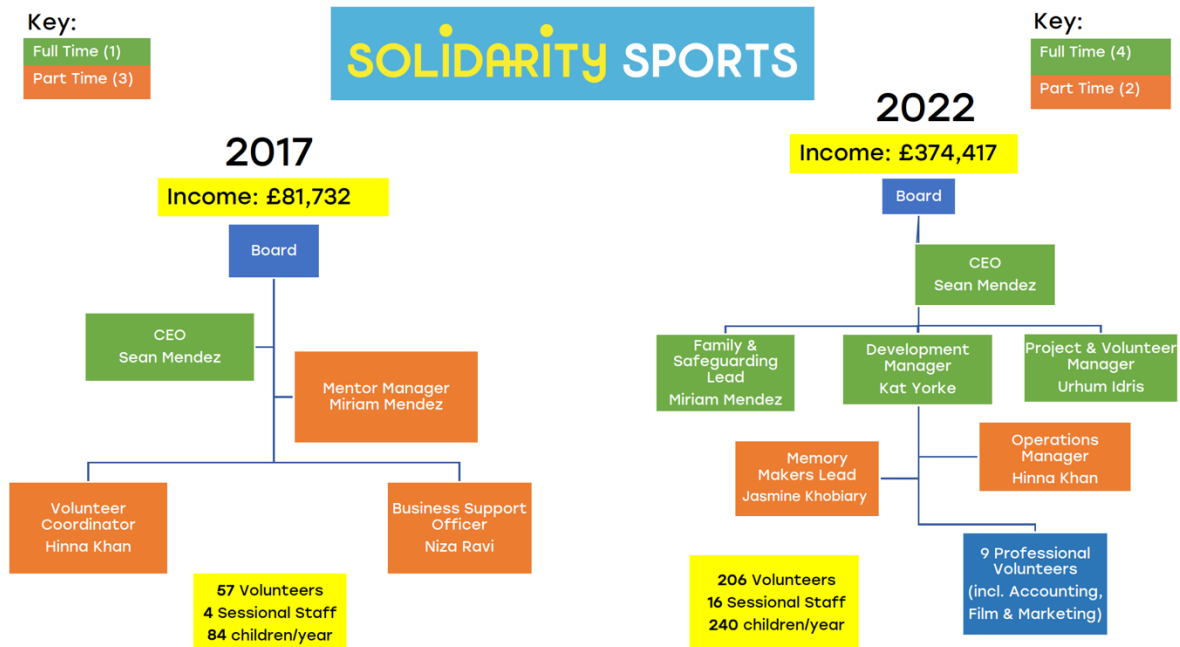 SOLIDARITY SPORTS
Key:
Full Time (1)
Part Time (3)
2017
Income: £81,732
Board
CEO
Sean Mendez
Mentor Manager
Miriam Mendez
Volunteer
Coordinator
Hinna Khan
Business Support
Officer
Niza Ravi
57 Volunteers
4 Sessional Staff
84 children/year
Key:
Full Time (4)
Part Time (2)
2022
Income: £374,417
Board
CEO
Sean Mendez
Family &
Safeguarding
Lead
Miriam Mendez
Development
Manager
Kat Yorke
Project & Volunteer
Manager
Urhum Idris
Memory
Makers Lead
Jasmine Khobiary
Operations
Manager
Hinna Khan
9 Professional
Volunteers
(incl. Accounting,
Film & Marketing)
206 Volunteers
16 Sessional Staff
240 children/year